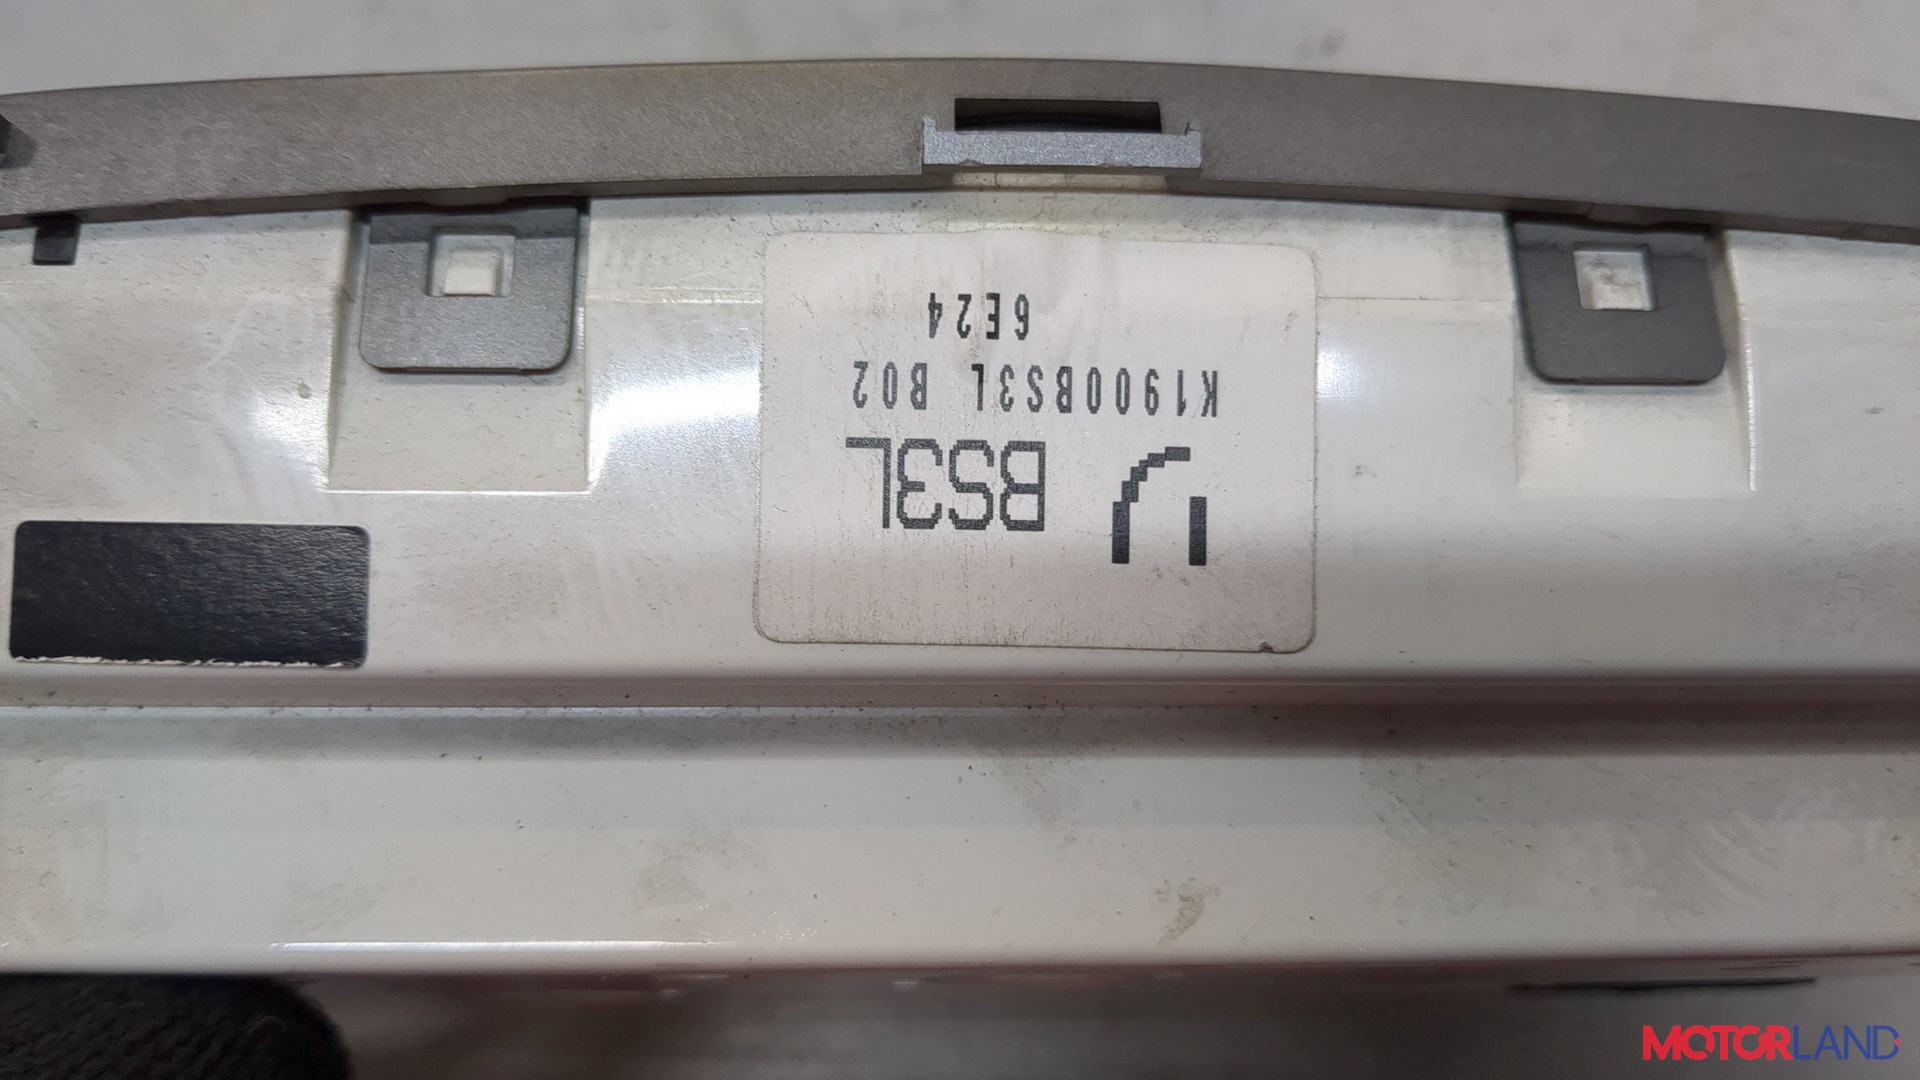 BS3L
K1900BS3L B02
6E24
MOTORLAND